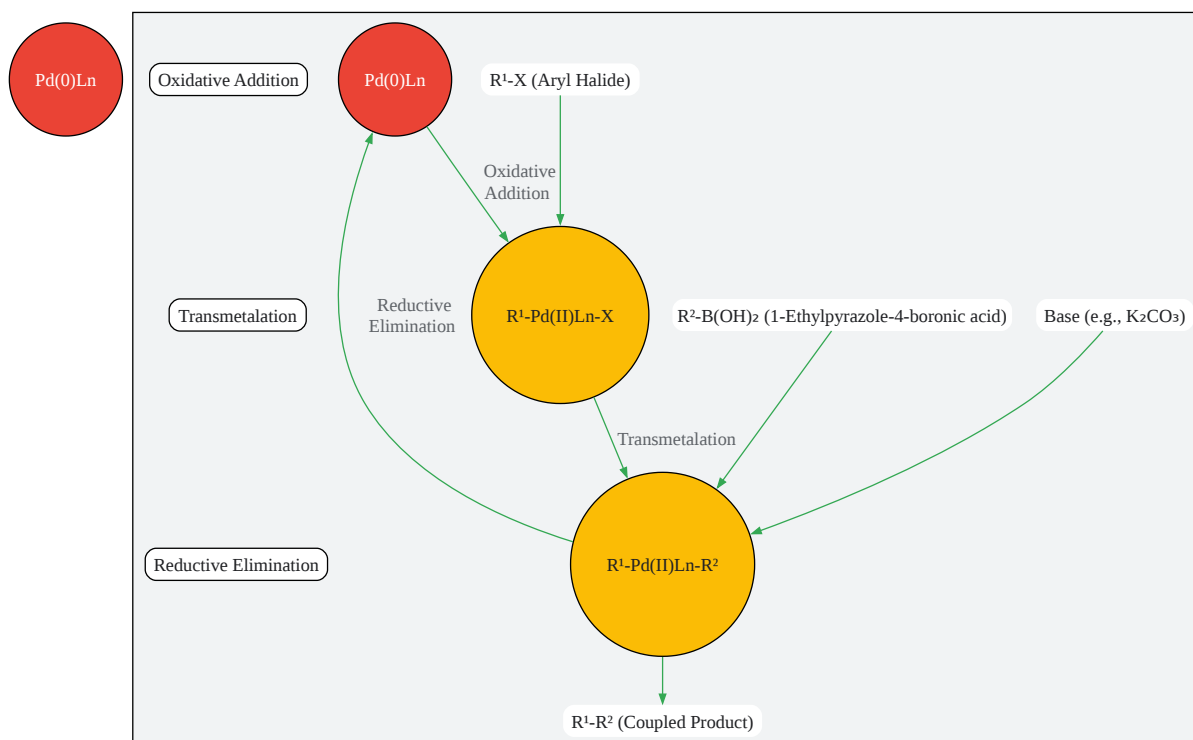 Pd(0)Ln
Oxidative Addition
Pd(0)Ln
R¹-X (Aryl Halide)
Oxidative
Addition
Reductive
Elimination
Transmetalation
R¹-Pd(II)Ln-X
R²-B(OH)₂ (1-Ethylpyrazole-4-boronic acid)
Base (e.g., K₂CO₃)
Transmetalation
Reductive Elimination
R¹-Pd(II)Ln-R²
R¹-R² (Coupled Product)